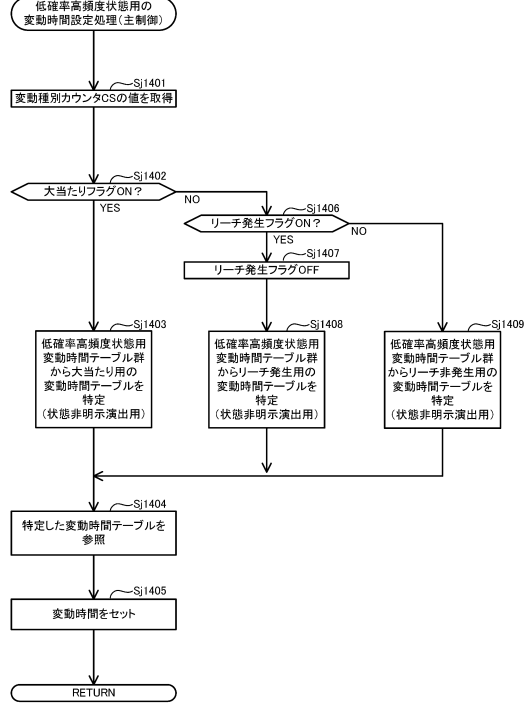 低確率高頻度状態用の
変動時間設定処理（主制御）
Sj1401
変動種別カウンタCSの値を取得
Sj1402
大当たりフラグON？
NO
YES
Sj1406
リーチ発生フラグON？
NO
YES
Sj1407
リーチ発生フラグOFF
Sj1403
低確率高頻度状態用
変動時間テーブル群
から大当たり用の
変動時間テーブルを
特定
（状態非明示演出用）
Sj1408
低確率高頻度状態用
変動時間テーブル群
からリーチ発生用の
変動時間テーブルを
特定
（状態非明示演出用）
Sj1409
低確率高頻度状態用
変動時間テーブル群
からリーチ非発生用の
変動時間テーブルを
特定
（状態非明示演出用）
Sj1404
特定した変動時間テーブルを
参照
Sj1405
変動時間をセット
RETURN